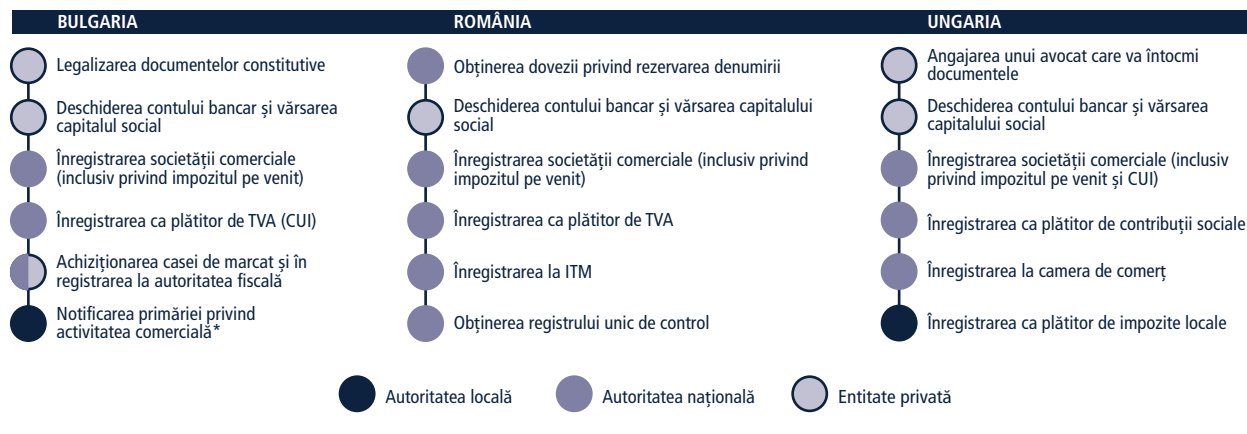 BULGARIA
Legalizarea documentelor constitutive
Deschiderea contului bancar și vărsarea
capitalul social
Înregistrarea societății comerciale
(inclusiv privind impozitul pe venit)
Înregistrarea ca plătitor de TVA (CUI)
Achiziționarea casei de marcat și în
registrarea la autoritatea fiscală
Notificarea primăriei privind
activitatea comercială*
ROMÂNIA
Obținerea dovezii privind rezervarea denumirii
Deschiderea contului bancar și vărsarea capitalului
social
Înregistrarea societății comerciale (inclusiv privind
impozitul pe venit)
Înregistrarea ca plătitor de TVA
Înregistrarea la ITM
Obținerea registrului unic de control
UNGARIA
Angajarea unui avocat care va întocmi
documentele
Deschiderea contului bancar și vărsarea
capitalului social
Înregistrarea societății comerciale (inclusiv
privind impozitul pe venit și CUI)
Înregistrarea ca plătitor de contribuții sociale
Înregistrarea la camera de comerț
Înregistrarea ca plătitor de impozite locale
Autoritatea locală
Autoritatea națională
Entitate privată